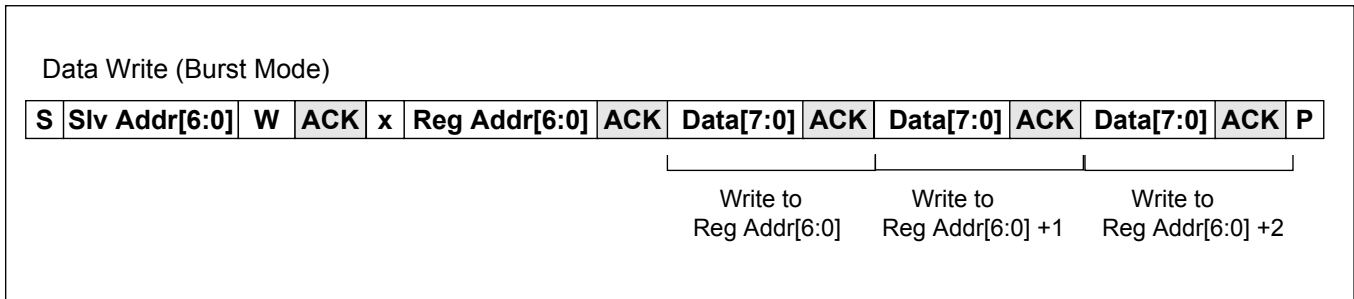 Data Write (Burst Mode)
S Slv Addr[6:0] W ACK x Reg Addr[6:0] ACK Data[7:0] ACK Data[7:0] ACK Data[7:0] ACK P
Write to Write to Write to
Reg Addr[6:0] Reg Addr[6:0] +1 Reg Addr[6:0] +2